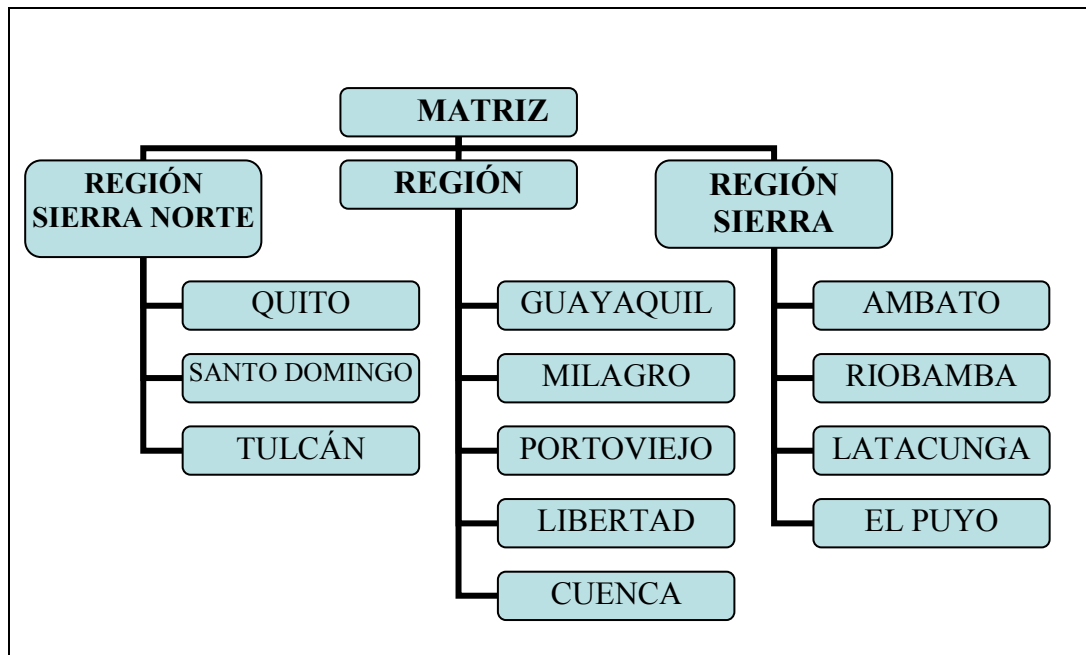 MATRIZ
REGIÓN
SIERRA NORTE
QUITO
SANTO DOMINGO
TULCÁN
REGIÓN
GUAYAQUIL
MILAGRO
PORTOVIEJO
LIBERTAD
CUENCA
REGIÓN
SIERRA
AMBATO
RIOBAMBA
LATACUNGA
EL PUYO